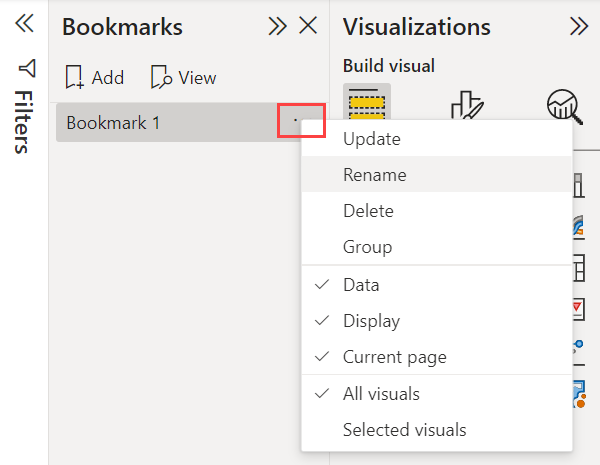 Bookmarks
Visualizations
Filters
Add
View
Build visual
Bookmark 1
Update
Rename
Delete
Group
Data
Display
Current page
All visuals
Selected visuals